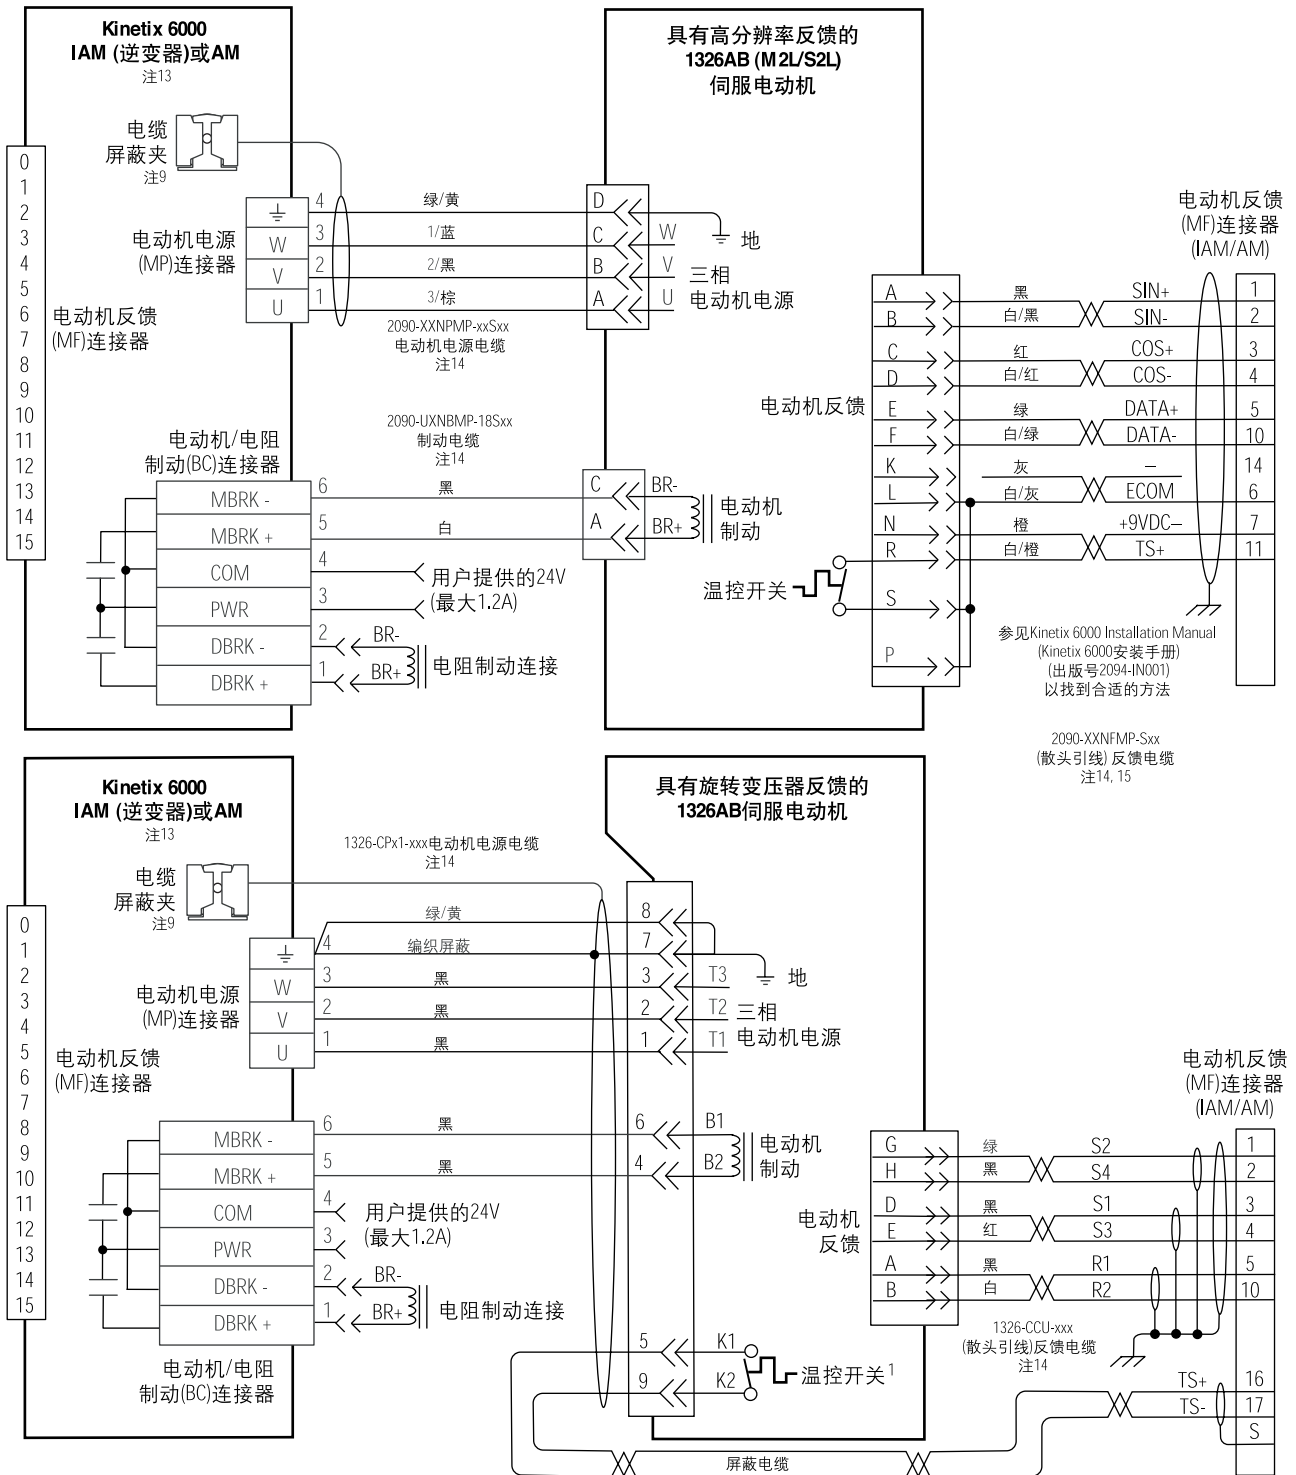 Kinetix 6000
IAM (逆变器)或AM
注13
电缆
屏蔽夹
注9
0
1
2
3
4
5
6
7
8
9
10
11
12
13
14
15
电动机反馈
(MF)连接器
电动机电源
(MP)连接器
W
V
U
4
3
2
1
绿/黄
1/蓝
2/黑
3/棕
2090-XXNPMP-xxSxx
电动机电源电缆
注14
2090-UXNBMP-18Sxx
制动电缆
注14
电动机/电阻
制动(BC)连接器
MBRK -
MBRK +
COM
PWR
DBRK -
DBRK +
6
5
4
3
2
1
黑
白
用户提供的24V
(最大1.2A)
BR-
BR+
电阻制动连接
具有高分辨率反馈的
1326AB (M2L/S2L)
伺服电动机
D
C
B
A
W
V
U
地
三相
电动机电源
C
A
BR-
BR+
电动机
制动
电动机反馈
温控开关
A
B
C
D
E
F
K
L
N
R
S
P
黑
白/黑
红
白/红
绿
白/绿
灰
白/灰
橙
白/橙
SIN+
SIN-
COS+
COS-
DATA+
DATA-
–
ECOM
+9VDC–
TS+
电动机反馈
(MF)连接器
(IAM/AM)
1
2
3
4
5
10
14
6
7
11
参见Kinetix 6000 Installation Manual
(Kinetix 6000安装手册)
(出版号2094-IN001)
以找到合适的方法
2090-XXNFMP-Sxx
(散头引线) 反馈电缆
注14, 15
Kinetix 6000
IAM (逆变器)或AM
注13
电缆
屏蔽夹
注9
0
1
2
3
4
5
6
7
8
9
10
11
12
13
14
15
电动机反馈
(MF)连接器
电动机电源
(MP)连接器
W
V
U
4
3
2
1
1326-CPx1-xxx电动机电源电缆
注14
绿/黄
编织屏蔽
黑
黑
黑
MBRK -
MBRK +
COM
PWR
DBRK -
DBRK +
6
5
4
3
2
1
黑
黑
用户提供的24V
(最大1.2A)
BR-
BR+
电阻制动连接
电动机/电阻
制动(BC)连接器
具有旋转变压器反馈的
1326AB伺服电动机
8
7
3
2
1
T3
T2
T1
地
三相
电动机电源
6
4
B1
B2
电动机
制动
5
9
K1
K2
温控开关1
电动机
反馈
G
H
D
E
A
B
绿
黑
黑
红
黑
白
S2
S4
S1
S3
R1
R2
1326-CCU-xxx
(散头引线)反馈电缆
注14
电动机反馈
(MF)连接器
(IAM/AM)
1
2
3
4
5
10
TS+
TS-
16
17
S
屏蔽电缆